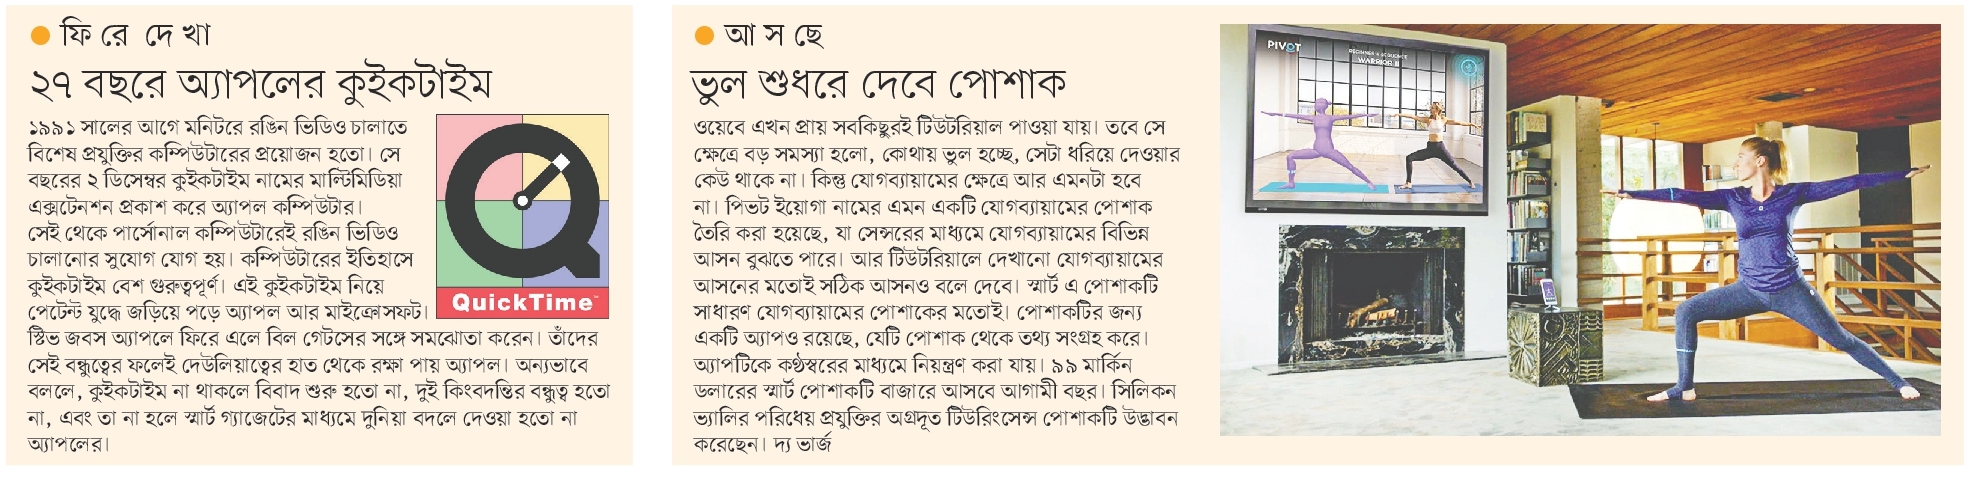 ফিরে দেখা
২৭ বছরে অ্যাপলের কুইকটাইম
১৯৯১ সালের আগে মনিটরে রঙিন ভিডিও চালাতে
বিশেষ প্রযুক্তির কম্পিউটারের প্রয়োজন হতো। সে
বছরের ২ ডিসেম্বর কুইকটাইম নামের মাল্টিমিডিয়া
এক্সটেনশন প্রকাশ করে অ্যাপল কম্পিউটার।
সেই থেকে পার্সোনাল কম্পিউটারেই রঙিন ভিডিও
চালানোর সুযোগ যোগ হয়। কম্পিউটারের ইতিহাসে
কুইকটাইম বেশ গুরুত্বপূর্ণ। এই কুইকটাইম নিয়ে
পেটেন্ট যুদ্ধে জড়িয়ে পড়ে অ্যাপল আর মাইক্রোসফট।
স্টিভ জবস অ্যাপলে ফিরে এলে বিল গেটসের সঙ্গে সমঝোতা করেন। তাঁদের
সেই বন্ধুত্বের ফলেই দেউলিয়াত্বের হাত থেকে রক্ষা পায় অ্যাপল। অন্যভাবে
বললে, কুইকটাইম না থাকলে বিবাদ শুরু হতো না, দুই কিংবদন্তির বন্ধুত্ব হতো
না, এবং তা না হলে স্মার্ট গ্যাজেটের মাধ্যমে দুনিয়া বদলে দেওয়া হতো না
অ্যাপলের।
QuickTime™
আসছে
ভুল শুধরে দেবে পোশাক
ওয়েবে এখন প্রায় সবকিছুরই টিউটরিয়াল পাওয়া যায়। তবে সে
ক্ষেত্রে বড় সমস্যা হলো, কোথায় ভুল হচ্ছে, সেটা ধরিয়ে দেওয়ার
কেউ থাকে না। কিন্তু যোগব্যায়ামের ক্ষেত্রে আর এমনটা হবে
না। পিভট ইয়োগা নামের এমন একটি যোগব্যায়ামের পোশাক
তৈরি করা হয়েছে, যা সেন্সরের মাধ্যমে যোগব্যায়ামের বিভিন্ন
আসন বুঝতে পারে। আর টিউটরিয়ালে দেখানো যোগব্যায়ামের
আসনের মতোই সঠিক আসনও বলে দেবে। স্মার্ট এ পোশাকটি
সাধারণ যোগব্যায়ামের পোশাকের মতোই। পোশাকটির জন্য
একটি অ্যাপও রয়েছে, যেটি পোশাক থেকে তথ্য সংগ্রহ করে।
অ্যাপটিকে কণ্ঠস্বরের মাধ্যমে নিয়ন্ত্রণ করা যায়। ৯৯ মার্কিন
ডলারের স্মার্ট পোশাকটি বাজারে আসবে আগামী বছর। সিলিকন
ভ্যালির পরিধেয় প্রযুক্তির অগ্রদূত টিউরিংসেন্স পোশাকটি উদ্ভাবন
করেছেন। দ্য ভার্জ
PIVOT
BEGINNER'S SEQUENCE
WARRIOR II